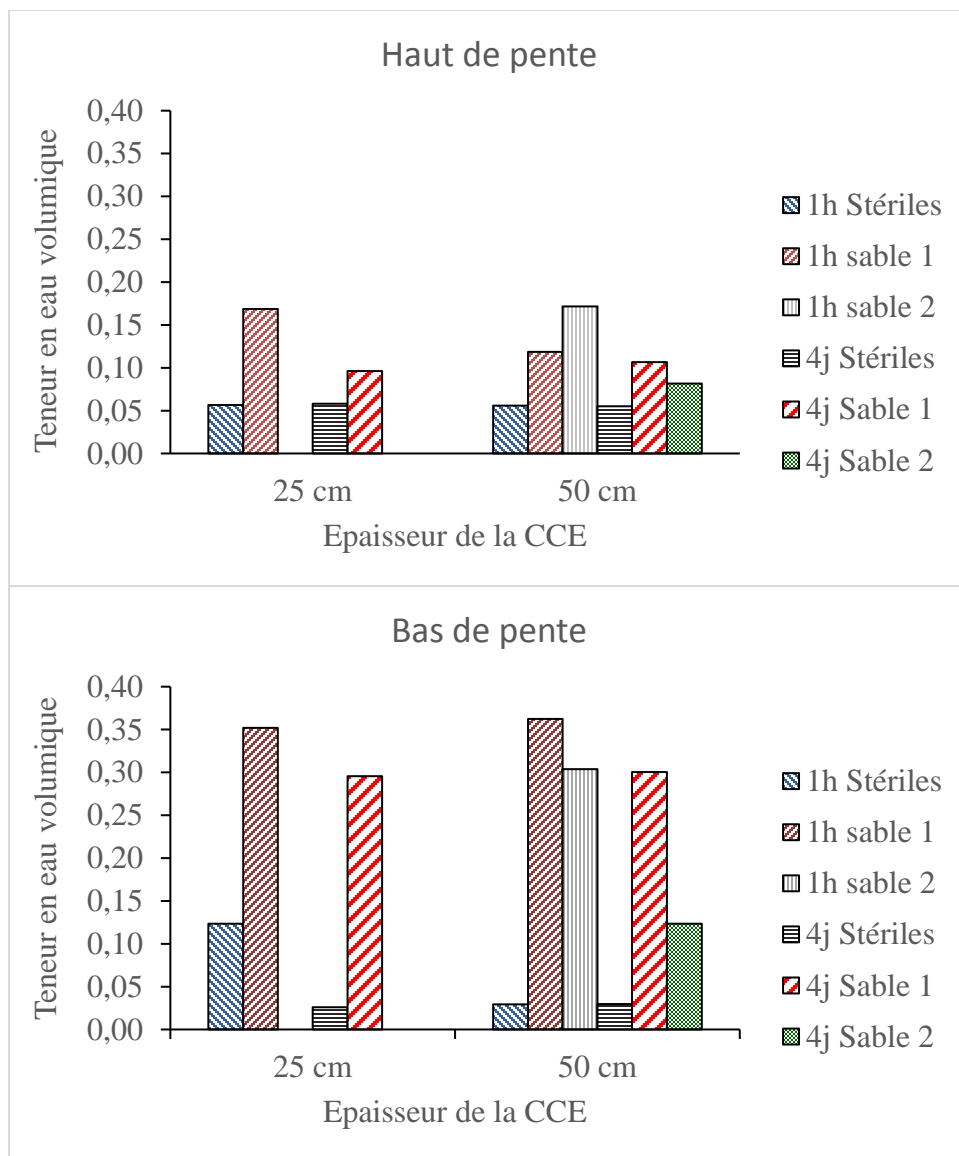 Haut de pente
Teneur en eau volumique
0,40
0,35
0,30
0,25
0,20
0,15
0,10
0,05
0,00
25 cm
50 cm
Epaisseur de la CCE
1h Stériles
1h sable 1
1h sable 2
4j Stériles
4j Sable 1
4j Sable 2
Bas de pente
Teneur en eau volumique
0,40
0,35
0,30
0,25
0,20
0,15
0,10
0,05
0,00
25 cm
50 cm
Epaisseur de la CCE
1h Stériles
1h sable 1
1h sable 2
4j Stériles
4j Sable 1
4j Sable 2